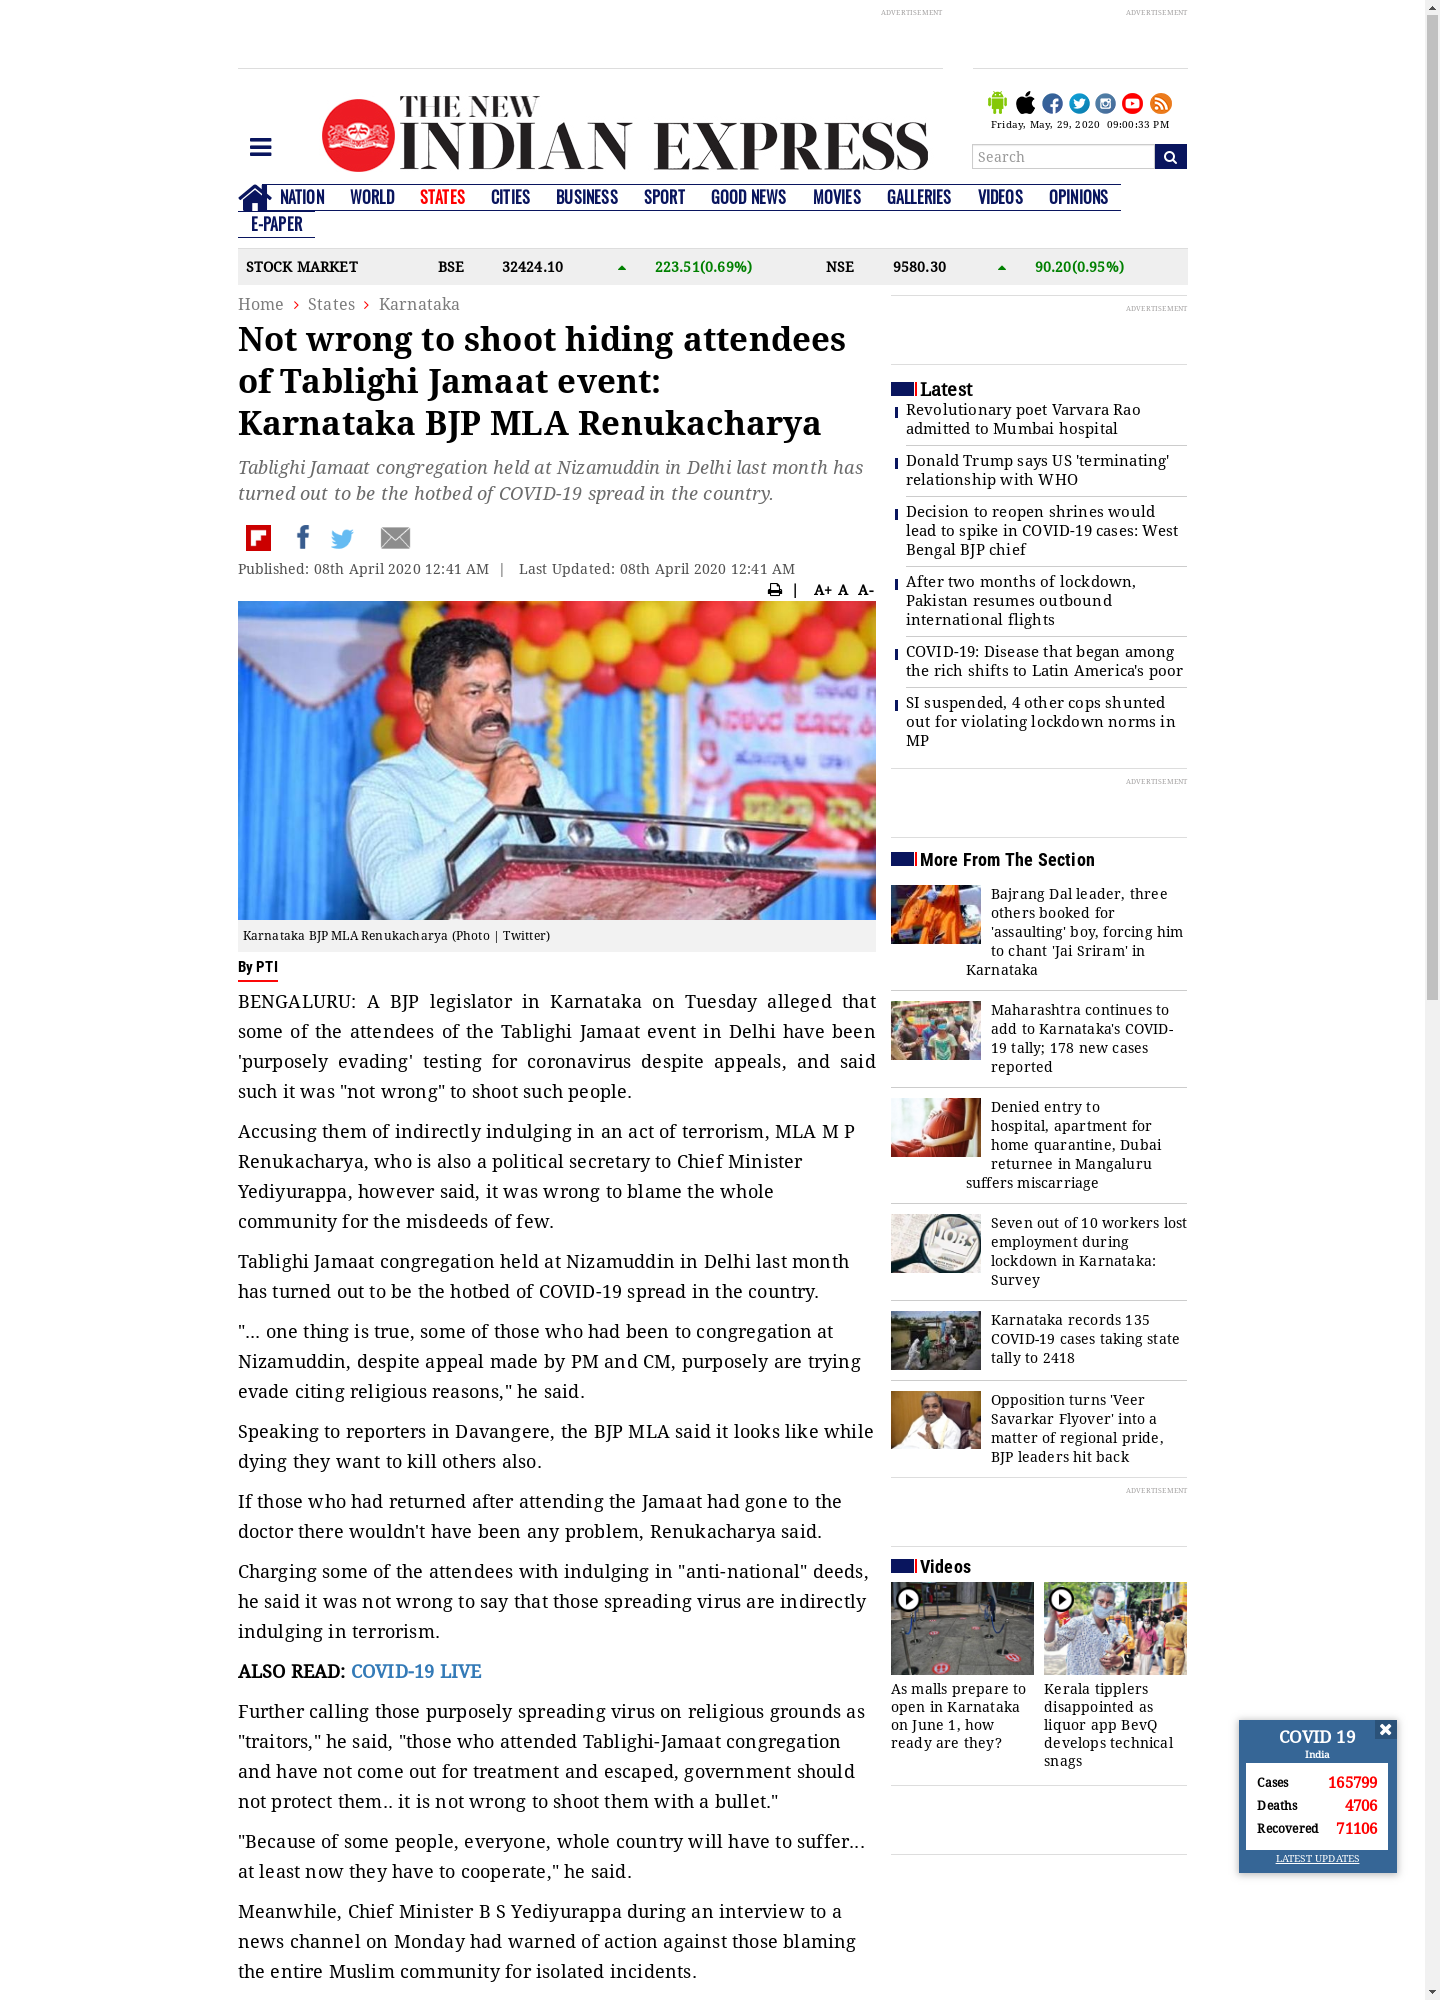 ADVERTISEMENT
ADVERTISEMENT
THE NEW
INDIAN EXPRESS
Friday, May, 29, 2020 09:00:33 PM
Search
NATION WORLD STATES CITIES BUSINESS SPORT GOOD NEWS MOVIES GALLERIES VIDEOS OPINIONS
E-PAPER
STOCK MARKET BSE 32424.10 223.51(0.69%) NSE 9580.30 90.20(0.95%)
Home > States > Karnataka
Not wrong to shoot hiding attendees
of Tablighi Jamaat event:
Karnataka BJP MLA Renukacharya
Tablighi Jamaat congregation held at Nizamuddin in Delhi last month has
turned out to be the hotbed of COVID-19 spread in the country.
Published: 08th April 2020 12:41 AM | Last Updated: 08th April 2020 12:41 AM
| A+ A A-
Karnataka BJP MLA Renukacharya (Photo | Twitter)
By PTI
BENGALURU: A BJP legislator in Karnataka on Tuesday alleged that
some of the attendees of the Tablighi Jamaat event in Delhi have been
'purposely evading' testing for coronavirus despite appeals, and said
such it was "not wrong" to shoot such people.
Accusing them of indirectly indulging in an act of terrorism, MLA M P
Renukacharya, who is also a political secretary to Chief Minister
Yediyurappa, however said, it was wrong to blame the whole
community for the misdeeds of few.
Tablighi Jamaat congregation held at Nizamuddin in Delhi last month
has turned out to be the hotbed of COVID-19 spread in the country.
"... one thing is true, some of those who had been to congregation at
Nizamuddin, despite appeal made by PM and CM, purposely are trying
evade citing religious reasons," he said.
Speaking to reporters in Davangere, the BJP MLA said it looks like while
dying they want to kill others also.
If those who had returned after attending the Jamaat had gone to the
doctor there wouldn't have been any problem, Renukacharya said.
Charging some of the attendees with indulging in "anti-national" deeds,
he said it was not wrong to say that those spreading virus are indirectly
indulging in terrorism.
ALSO READ: COVID-19 LIVE
Further calling those purposely spreading virus on religious grounds as
"traitors," he said, "those who attended Tablighi-Jamaat congregation
and have not come out for treatment and escaped, government should
not protect them.. it is not wrong to shoot them with a bullet."
"Because of some people, everyone, whole country will have to suffer...
at least now they have to cooperate," he said.
Meanwhile, Chief Minister B S Yediyurappa during an interview to a
news channel on Monday had warned of action against those blaming
the entire Muslim community for isolated incidents.
ADVERTISEMENT
Latest
Revolutionary poet Varvara Rao
admitted to Mumbai hospital
Donald Trump says US 'terminating'
relationship with WHO
Decision to reopen shrines would
lead to spike in COVID-19 cases: West
Bengal BJP chief
After two months of lockdown,
Pakistan resumes outbound
international flights
COVID-19: Disease that began among
the rich shifts to Latin America's poor
SI suspended, 4 other cops shunted
out for violating lockdown norms in
MP
ADVERTISEMENT
More From The Section
Bajrang Dal leader, three
others booked for
'assaulting' boy, forcing him
to chant 'Jai Sriram' in
Karnataka
Maharashtra continues to
add to Karnataka's COVID-
19 tally; 178 new cases
reported
Denied entry to
hospital, apartment for
home quarantine, Dubai
returnee in Mangaluru
suffers miscarriage
JOBS
Seven out of 10 workers lost
employment during
lockdown in Karnataka:
Survey
Karnataka records 135
COVID-19 cases taking state
tally to 2418
Opposition turns 'Veer
Savarkar Flyover' into a
matter of regional pride,
BJP leaders hit back
ADVERTISEMENT
Videos
As malls prepare to
open in Karnataka
on June 1, how
ready are they?
Kerala tipplers
disappointed as
liquor app BevQ
develops technical
snags
COVID 19
India
Cases 165799
Deaths 4706
Recovered 71106
LATEST UPDATES